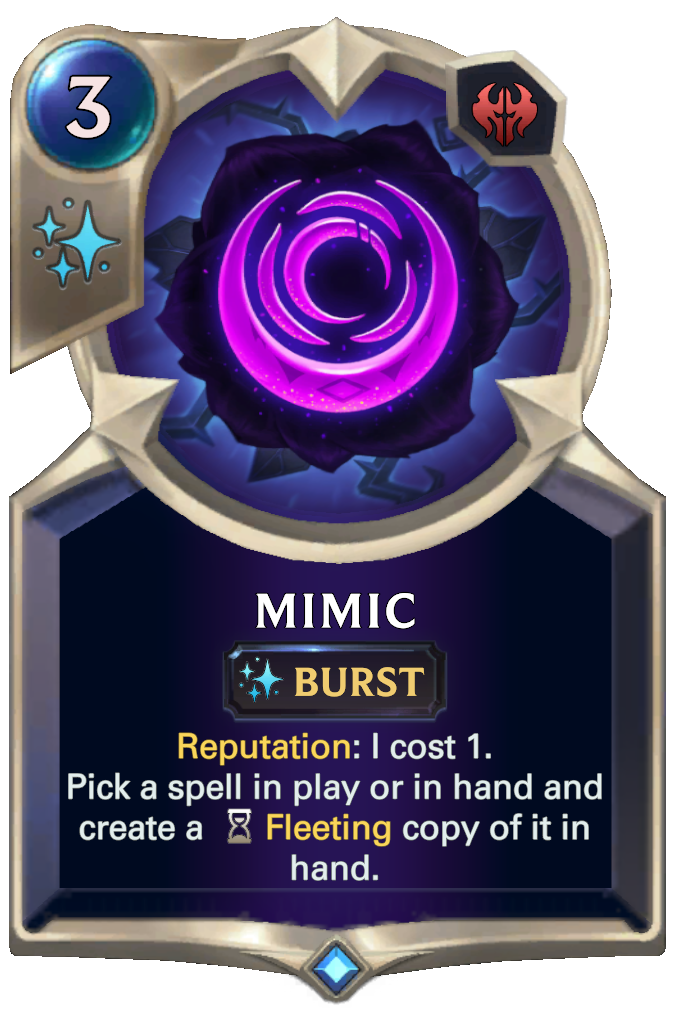 3
MIMIC
BURST
Reputation: I cost 1.
Pick a spell in play or in hand and
create a Fleeting copy of it in
hand.